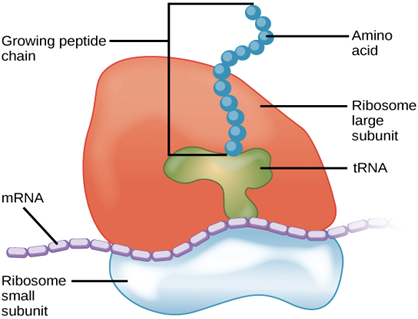 Growing peptide
chain
Amino
acid
Ribosome
large
subunit
tRNA
mRNA
Ribosome
small
subunit